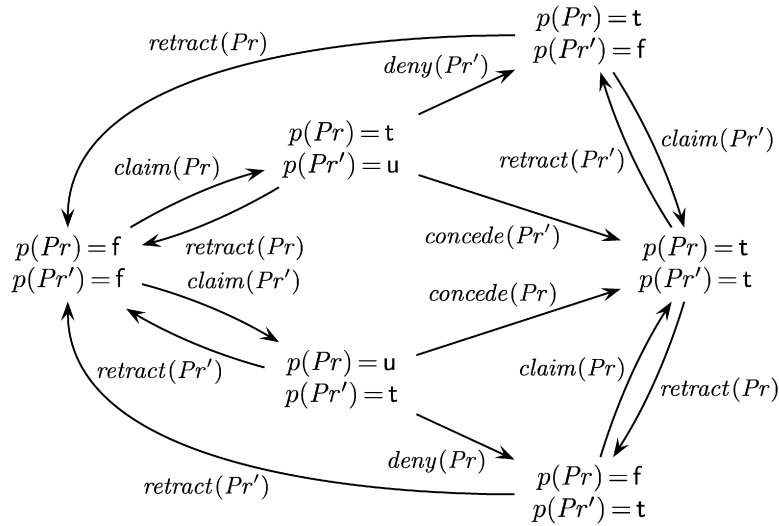 p(Pr) = t
p(Pr′) = f
retract(Pr)
deny(Pr′)
p(Pr) = t
p(Pr′) = u
claim(Pr)
retract(Pr′)
claim(Pr′)
concede(Pr′)
retract(Pr)
p(Pr) = f
p(Pr′) = f
p(Pr) = t
p(Pr′) = t
claim(Pr′)
concede(Pr)
p(Pr) = u
p(Pr′) = t
retract(Pr′)
claim(Pr)
retract(Pr)
deny(Pr)
retract(Pr′)
p(Pr) = f
p(Pr′) = t